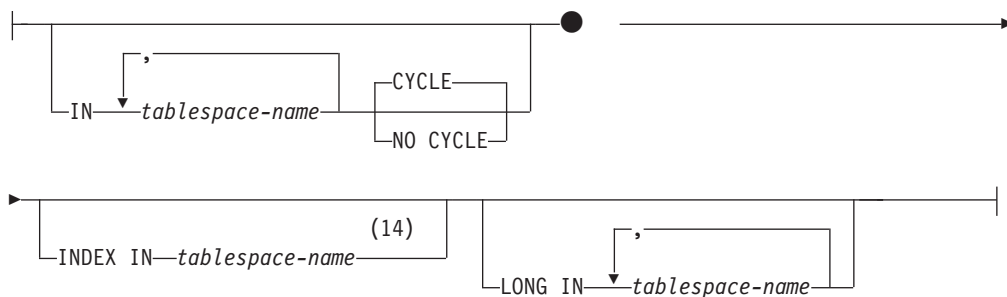 ,
CYCLE
IN tablespace-name
NO CYCLE
(14)
,
INDEX IN tablespace-name
LONG IN tablespace-name